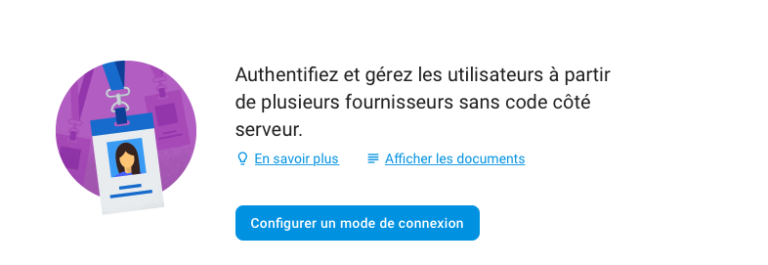 Authentifiez et gérez les utilisateurs à partir
de plusieurs fournisseurs sans code côté
serveur.
En savoir plus
Afficher les documents
Configurer un mode de connexion